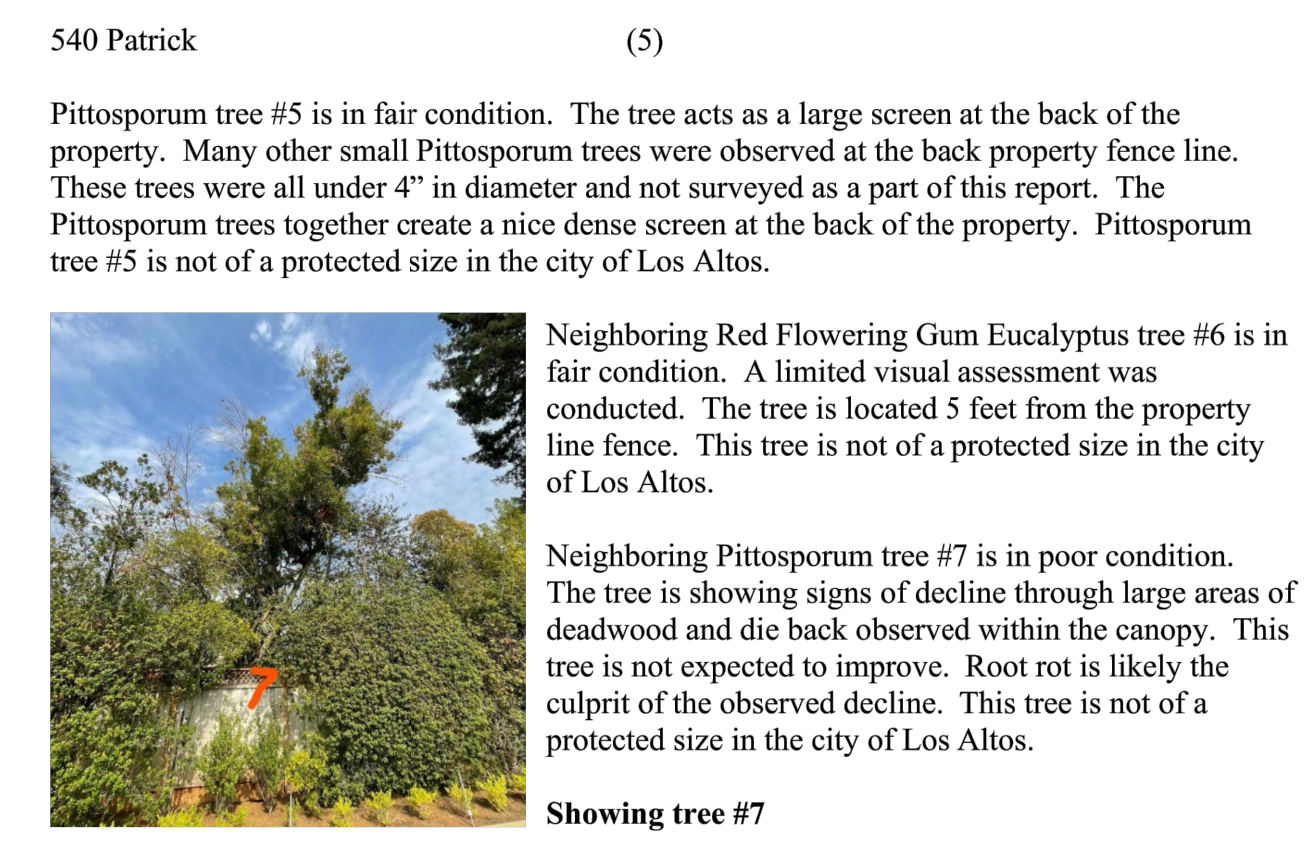 540 Patrick (5)
Pittosporum tree #5 is in fair condition.  The tree acts as a large screen at the back of the
property.  Many other small Pittosporum trees were observed at the back property fence line.
These trees were all under 4” in diameter and not surveyed as a part of this report.  The
Pittosporum trees together create a nice dense screen at the back of the property.  Pittosporum
tree #5 is not of a protected size in the city of Los Altos.
Neighboring Red Flowering Gum Eucalyptus tree #6 is in
fair condition.  A limited visual assessment was
conducted.  The tree is located 5 feet from the property
line fence.  This tree is not of a protected size in the city
of Los Altos.
Neighboring Pittosporum tree #7 is in poor condition.
The tree is showing signs of decline through large areas of
deadwood and die back observed within the canopy.  This
tree is not expected to improve.  Root rot is likely the
culprit of the observed decline.  This tree is not of a
protected size in the city of Los Altos.
7
Showing tree #7